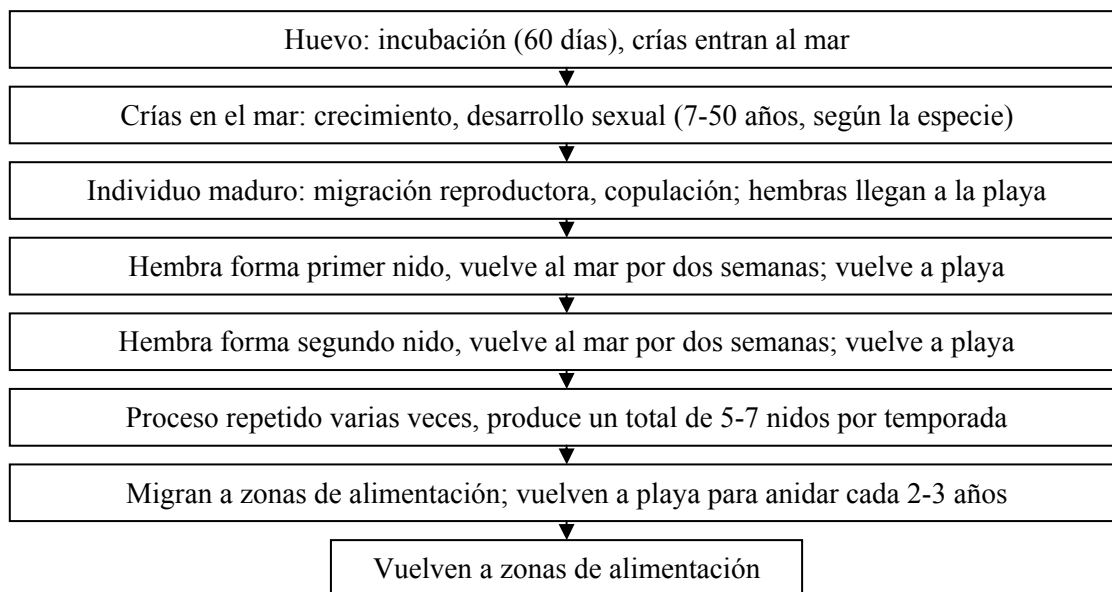 Huevo: incubación (60 días), crías entran al mar
Crías en el mar: crecimiento, desarrollo sexual (7-50 años, según la especie)
Individuo maduro: migración reproductora, copulación; hembras llegan a la playa
Hembra forma primer nido, vuelve al mar por dos semanas; vuelve a playa
Hembra forma segundo nido, vuelve al mar por dos semanas; vuelve a playa
Proceso repetido varias veces, produce un total de 5-7 nidos por temporada
Migran a zonas de alimentación; vuelven a playa para anidar cada 2-3 años
Vuelven a zonas de alimentación